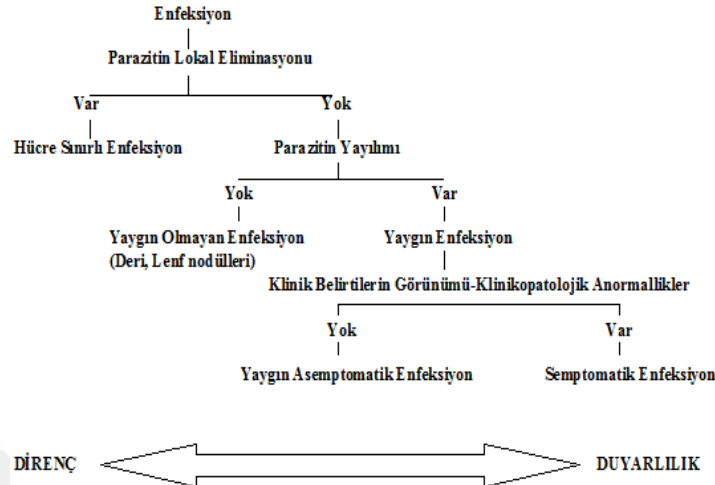 Enfeksiyon
Parazitin Lokal Eliminasyonu
Var Yok
Hücre Sınırlı Enfeksiyon Parazitin Yayılımı
Yok Var
Yaygın Olmayan Enfeksiyon Yaygın Enfeksiyon
(Deri, Lenf nodülleri)
Klinik Belirtilerin Görünümü-Klinikopatolojik Anormallikler
Yok Var
Yaygın Asemptomatik Enfeksiyon Semptomatik Enfeksiyon
DİRENÇ DUYARLILIK